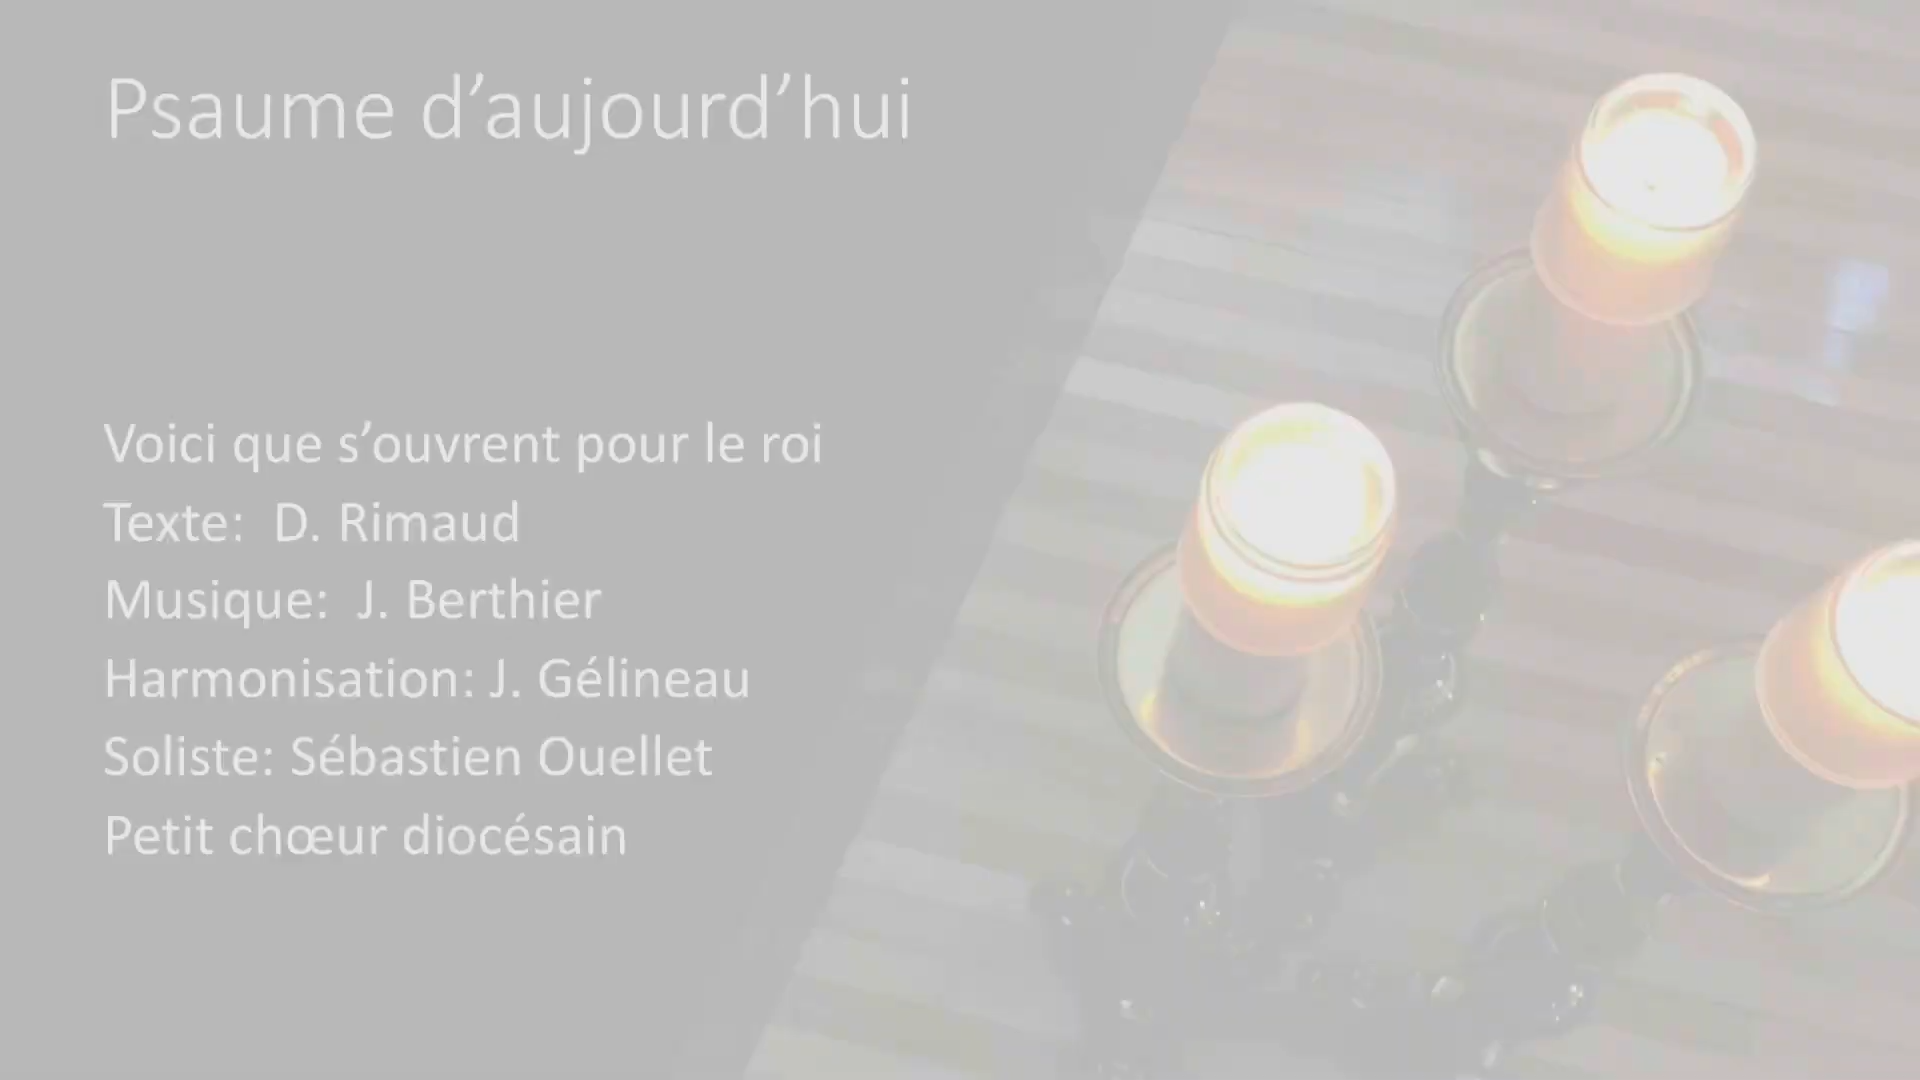 Psaume d’aujourd’hui
Voici que s’ouvrent pour le roi
Texte:  D. Rimaud
Musique:  J. Berthier
Harmonisation: J. Gélineau
Soliste: Sébastien Ouellet
Petit chœur diocésain